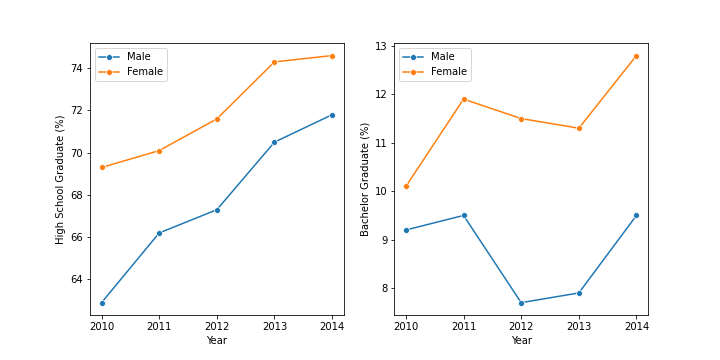 Male
Female
High School Graduate (%)
74
72
70
68
66
64
2010 2011 2012 2013 2014
Year
Male
Female
Bachelor Graduate (%)
13
12
11
10
9
8
2010 2011 2012 2013 2014
Year